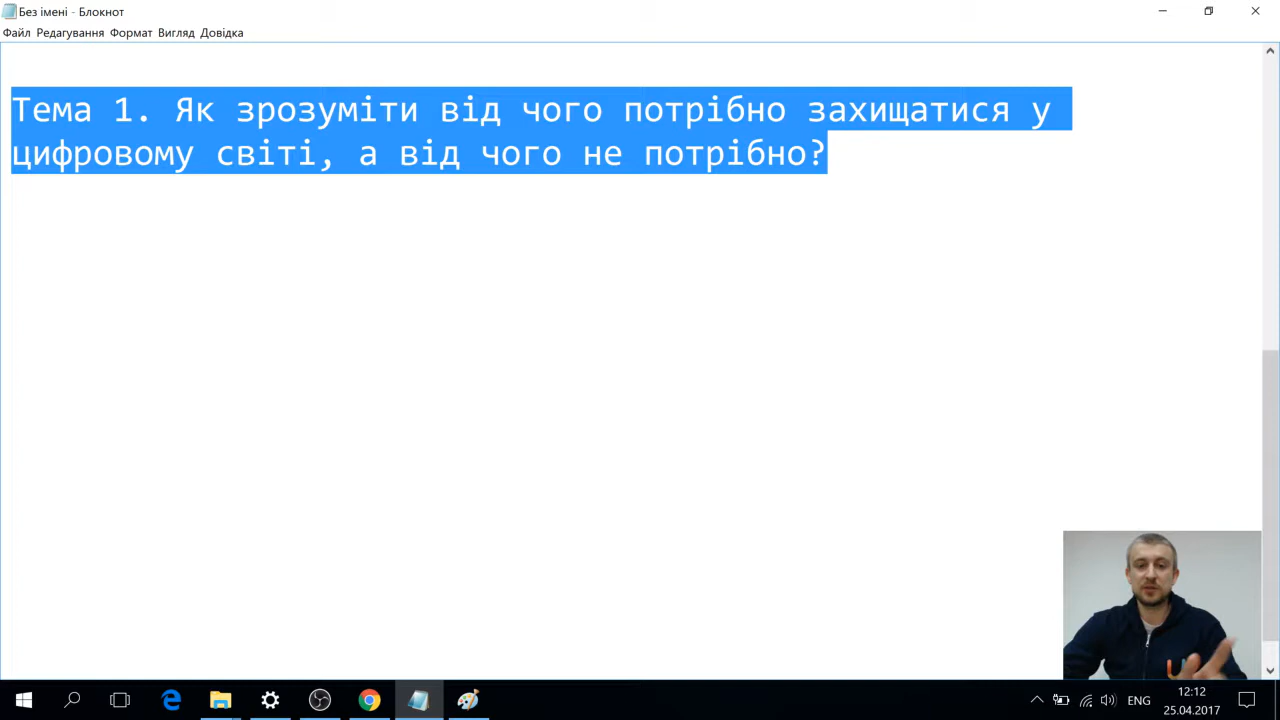 Без імені - Блокнот
Файл Редагування Формат Вигляд Довідка
Тема 1. Як зрозуміти від чого потрібно захищатися у
цифровому світі, а від чого не потрібно?
ENG
12:12
25.04.2017